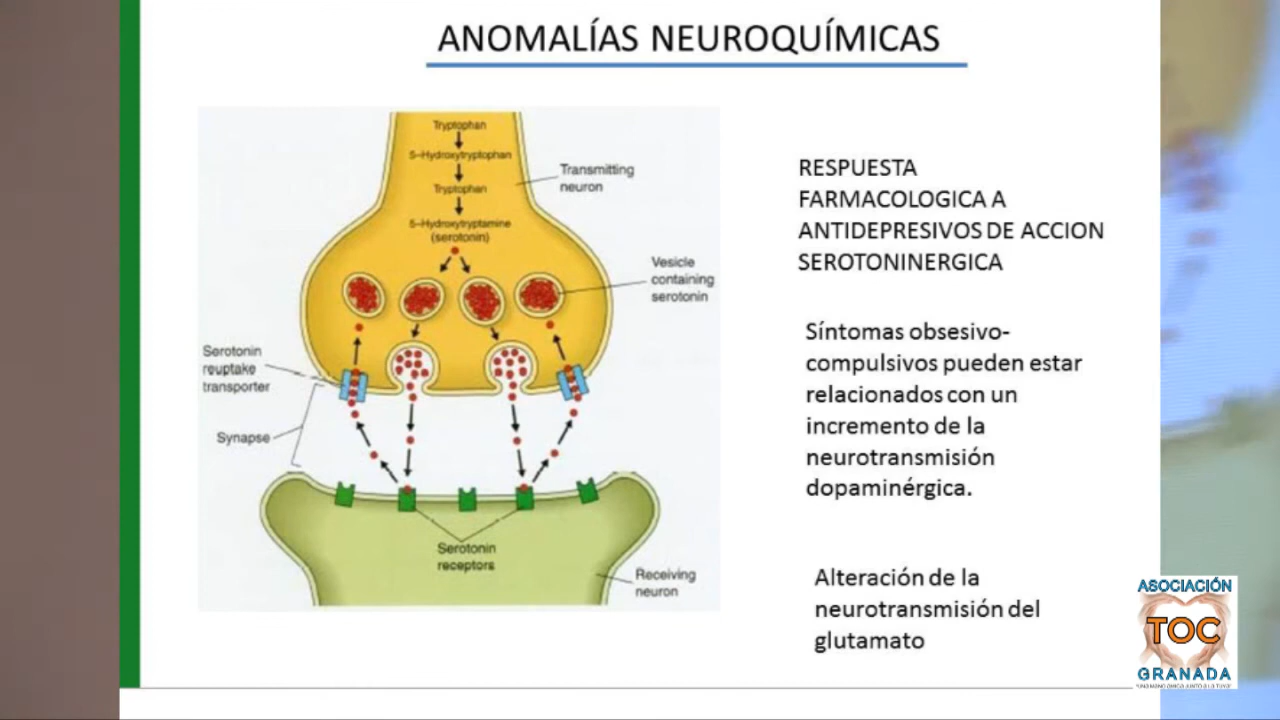 ANOMALÍAS NEUROQUÍMICAS
Tryptophan
5-Hydroxytryptophan
Tryptophan
5-Hydroxytryptamine
(serotonin)
Transmitting
neuron
Vesicle
containing
serotonin
Serotonin
reuptake
transporter
Synapse
Serotonin
receptors
Receiving
neuron
RESPUESTA
FARMACOLOGICA A
ANTIDEPRESIVOS DE ACCION
SEROTONINERGICA
Síntomas obsesivo-
compulsivos pueden estar
relacionados con un
incremento de la
neurotransmisión
dopaminérgica.
Alteración de la
neurotransmisión del
glutamato
ASOCIACIÓN
TOC
GRANADA